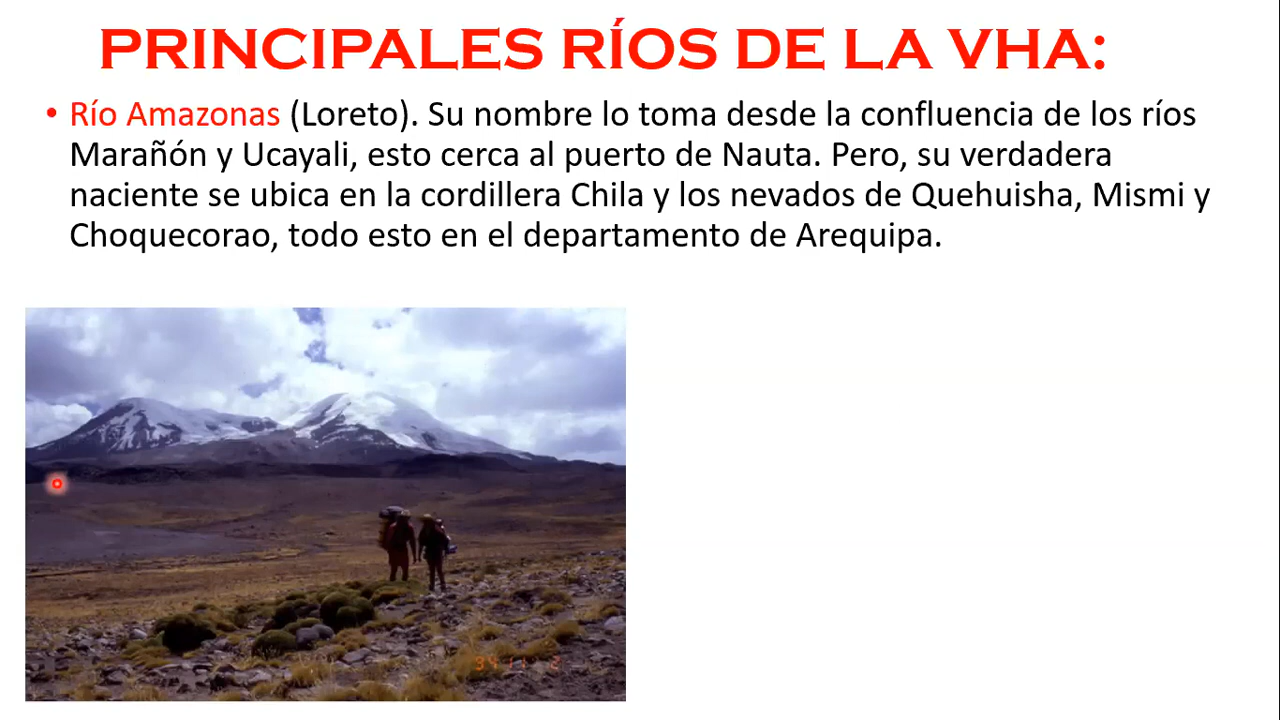 PRINCIPALES RÍOS DE LA VHA:
• Río Amazonas (Loreto). Su nombre lo toma desde la confluencia de los ríos
Marañón y Ucayali, esto cerca al puerto de Nauta. Pero, su verdadera
naciente se ubica en la cordillera Chila y los nevados de Quehuisha, Mismi y
Choquecorao, todo esto en el departamento de Arequipa.